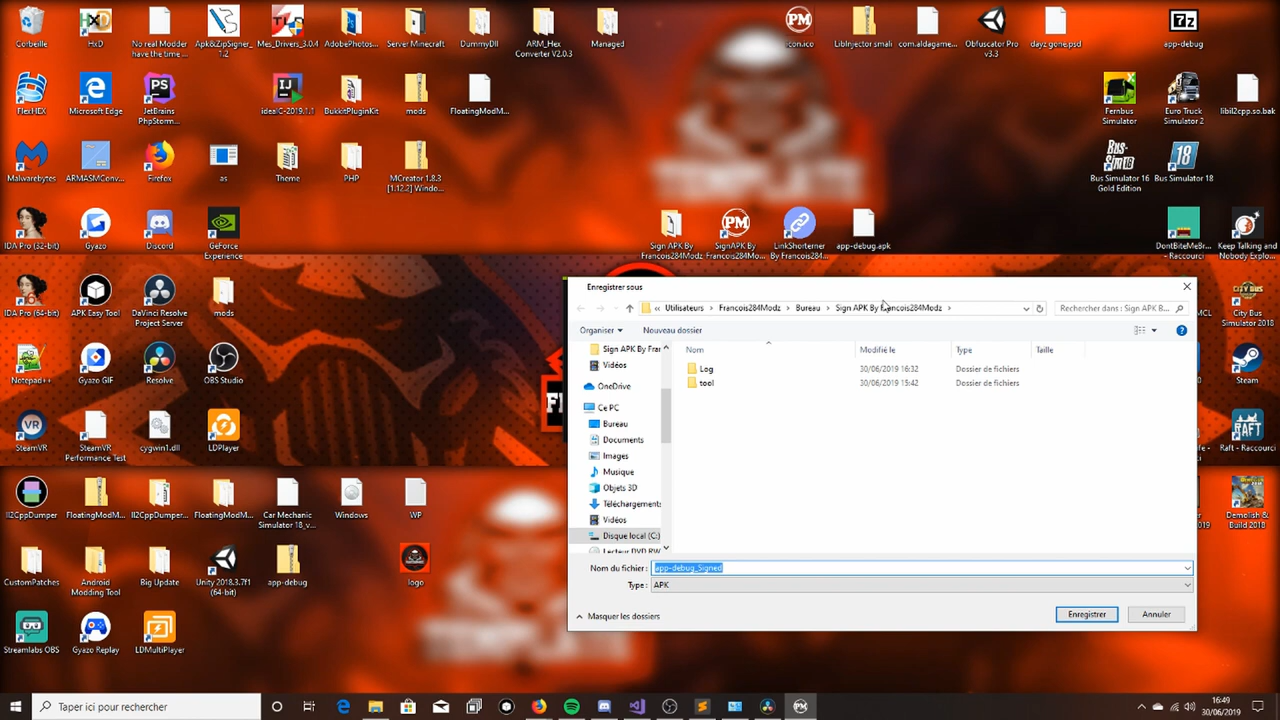 Corbeille
HxD
No real Modder
have the time ...
Apk&ZipSigner_
1.2
Mes_Drivers_3.0.4
AdobePhotos...
Server Minecraft
DummyDll
ARM_Hex
Converter V2.0.3
Managed
icon.ico
LibInjector.smali
com.aldagame...
Obfuscator Pro
v3.3
dayz gone.psd
app-debug
FlexHEX
Microsoft Edge
JetBrains
PhpStorm...
ideaIC-2019.1.1
BukkitPluginKit
mods
FloatingModM...
Fernbus
Simulator
Euro Truck
Simulator 2
libil2cpp.so.bak
Malwarebytes
ARMASMConv...
Firefox
as
Theme
PHP
MCreator.1.8.3
[1.12.2] Windo...
Bus Simulator 16
Gold Edition
Bus Simulator 18
IDA Pro (32-bit)
Gyazo
Discord
GeForce
Experience
Sign APK By
Francois284Modz
SignAPK By
Francois284Mo...
LinkShorterner
By Francois284...
app-debug.apk
DontBiteMeBr...
- Raccourci
Keep Talking and
Nobody Explo...
IDA Pro (64-bit)
APK Easy Tool
DaVinci Resolve
Project Server
mods
City Bus
Simulator 2018
Notepad++
Gyazo GIF
Resolve
OBS Studio
Steam
SteamVR
SteamVR
Performance Test
cygwin1.dll
LDPlayer
Raft - Raccourci
Il2CppDumper
FloatingModM...
Il2CppDumper...
FloatingModM...
Car Mechanic
Simulator 18_v...
Windows
WP
Demolish &
Build 2018
CustomPatches
Android
Modding Tool
Big Update
Unity 2018.3.7f1
(64-bit)
app-debug
logo
Streamlabs OBS
Gyazo Replay
LDMultiPlayer
Enregistrer sous
« Utilisateurs > Francois284Modz > Bureau > Sign APK By Francois284Modz >
Rechercher dans : Sign APK B...
Organiser
Nouveau dossier
Nom
Modifié le
Type
Taille
Log
30/06/2019 16:32
Dossier de fichiers
tool
30/06/2019 15:42
Dossier de fichiers
Sign APK By Fran
Vidéos
OneDrive
Ce PC
Bureau
Documents
Images
Musique
Objets 3D
Téléchargements
Vidéos
Disque local (C:)
Lecteur DVD RW
Nom du fichier :
app-debug_Signed
Type :
APK
Masquer les dossiers
Enregistrer
Annuler
Taper ici pour rechercher
16:49
30/06/2019